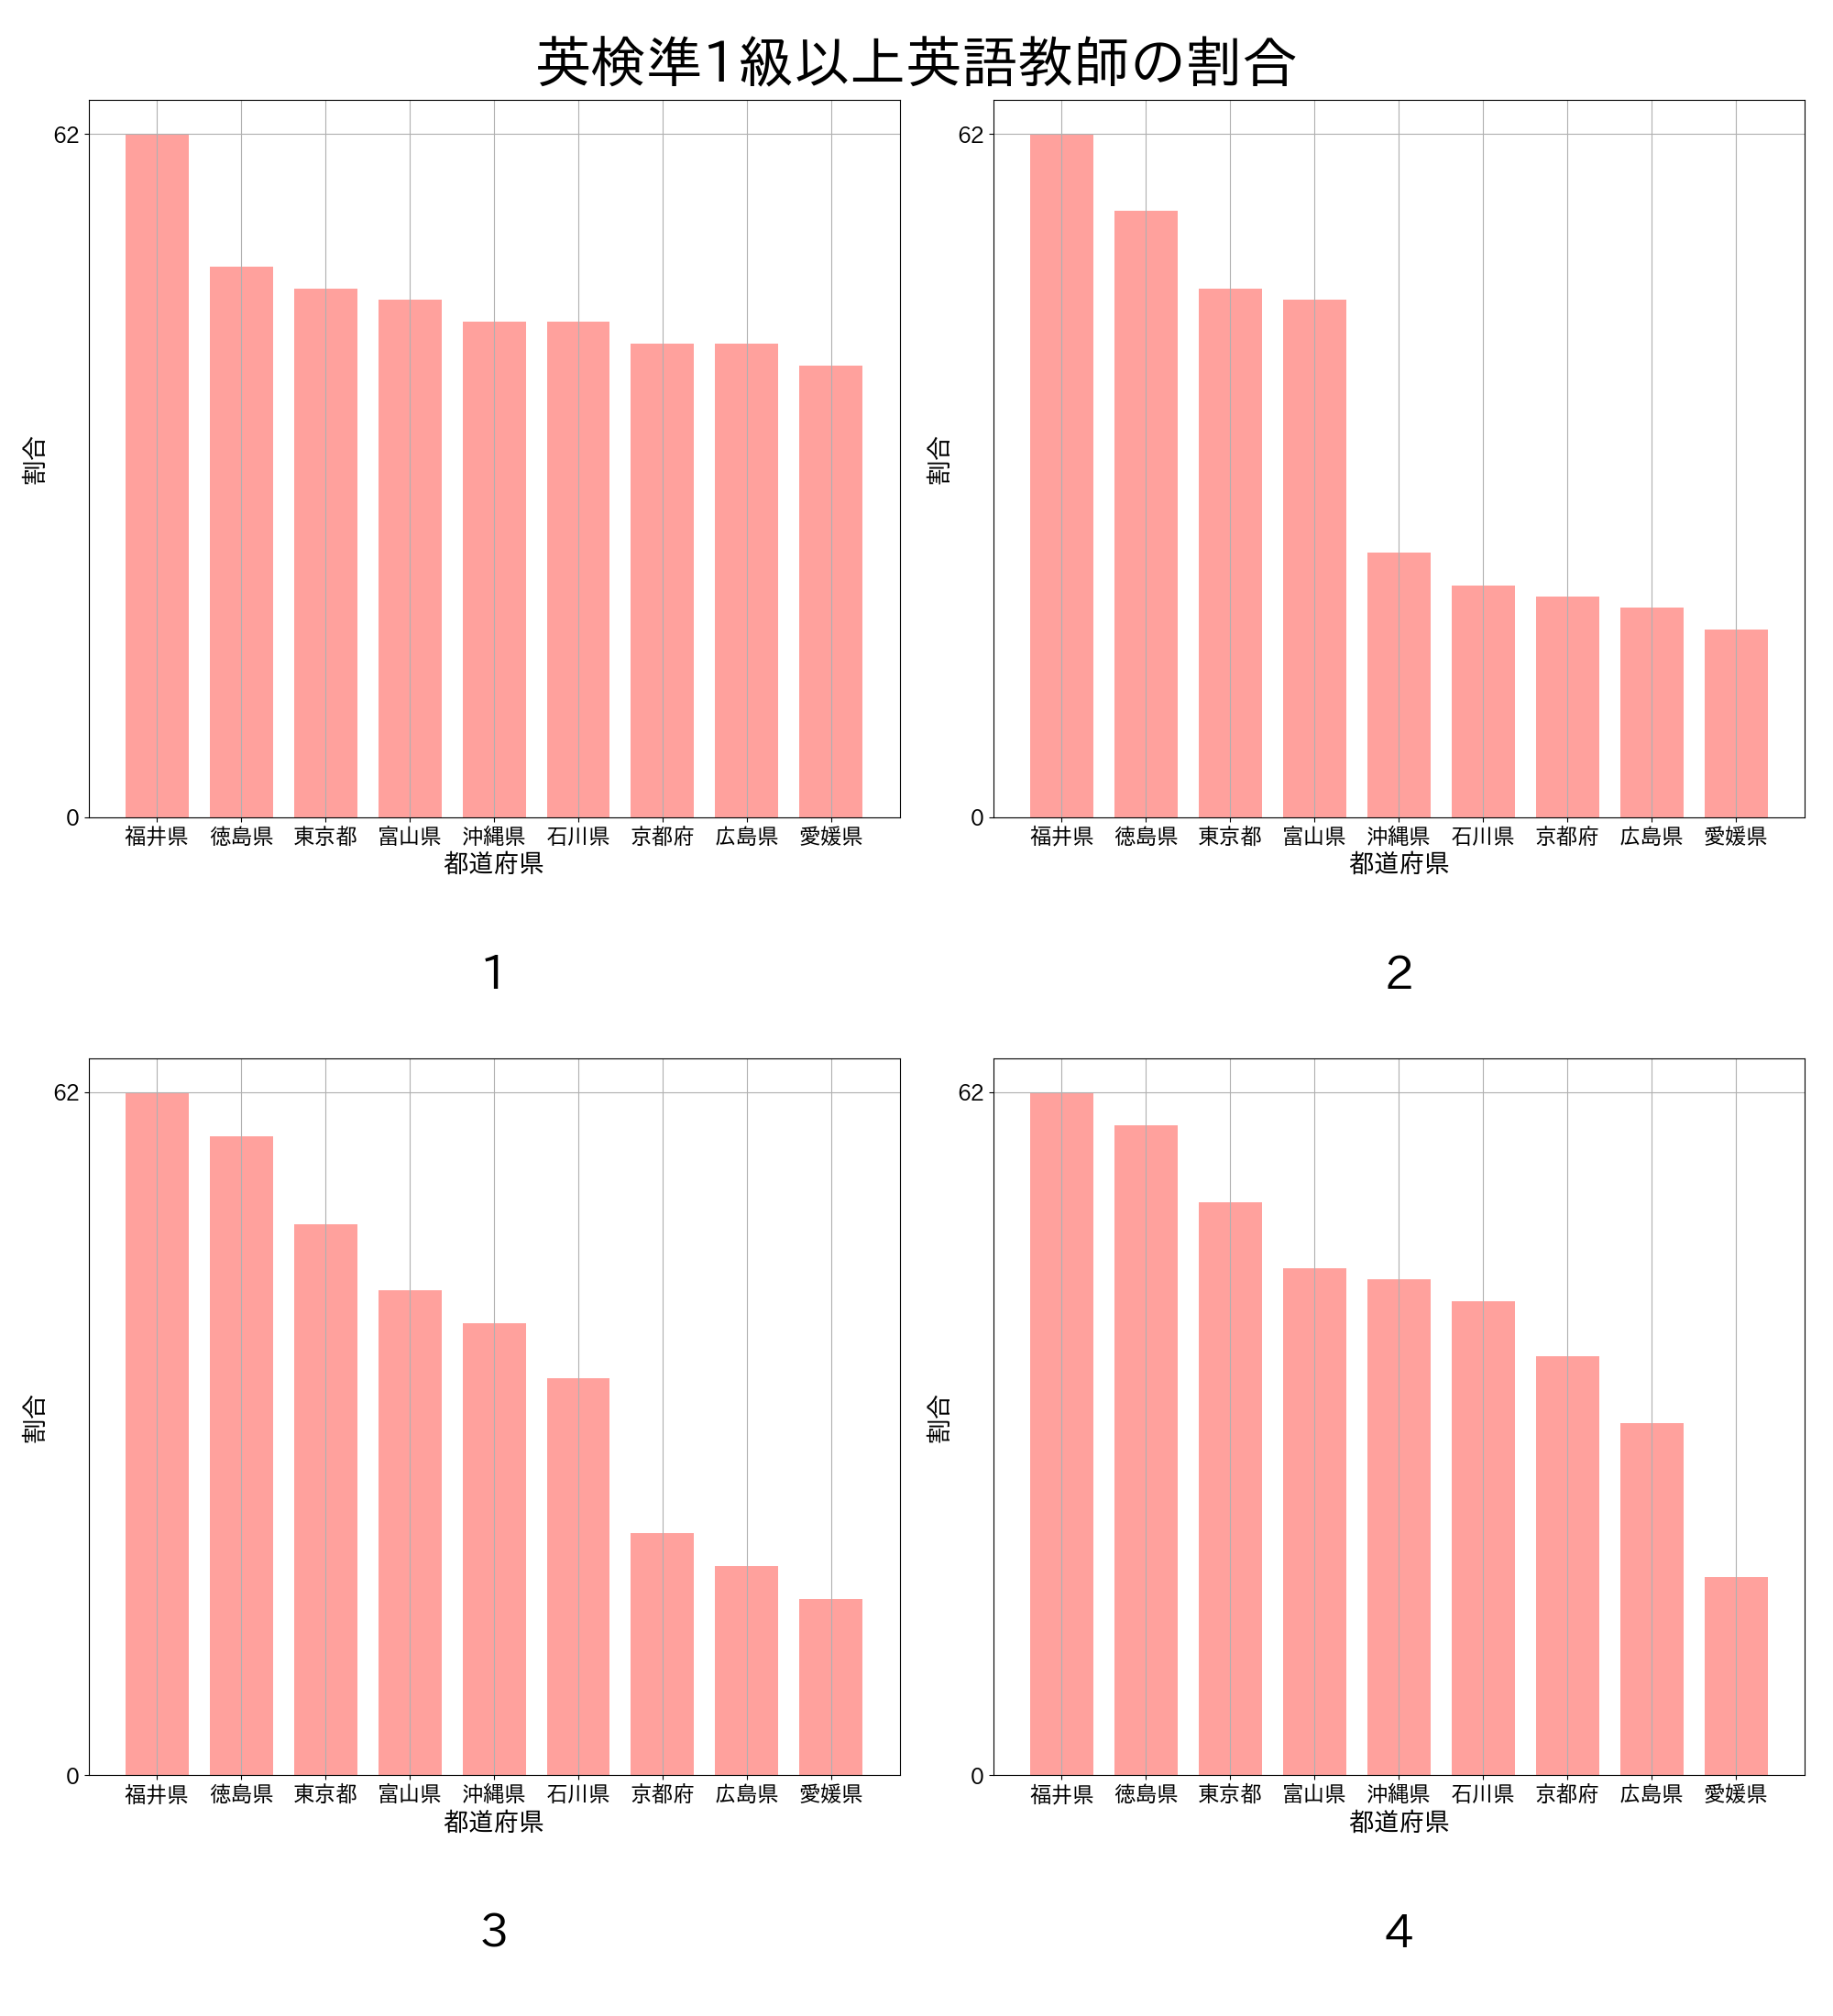 英検準1級以上英語教師の割合
62
0
割合
福井県 徳島県 東京都 富山県 沖縄県 石川県 京都府 広島県 愛媛県
都道府県
1
62
0
割合
福井県 徳島県 東京都 富山県 沖縄県 石川県 京都府 広島県 愛媛県
都道府県
2
62
0
割合
福井県 徳島県 東京都 富山県 沖縄県 石川県 京都府 広島県 愛媛県
都道府県
3
62
0
割合
福井県 徳島県 東京都 富山県 沖縄県 石川県 京都府 広島県 愛媛県
都道府県
4